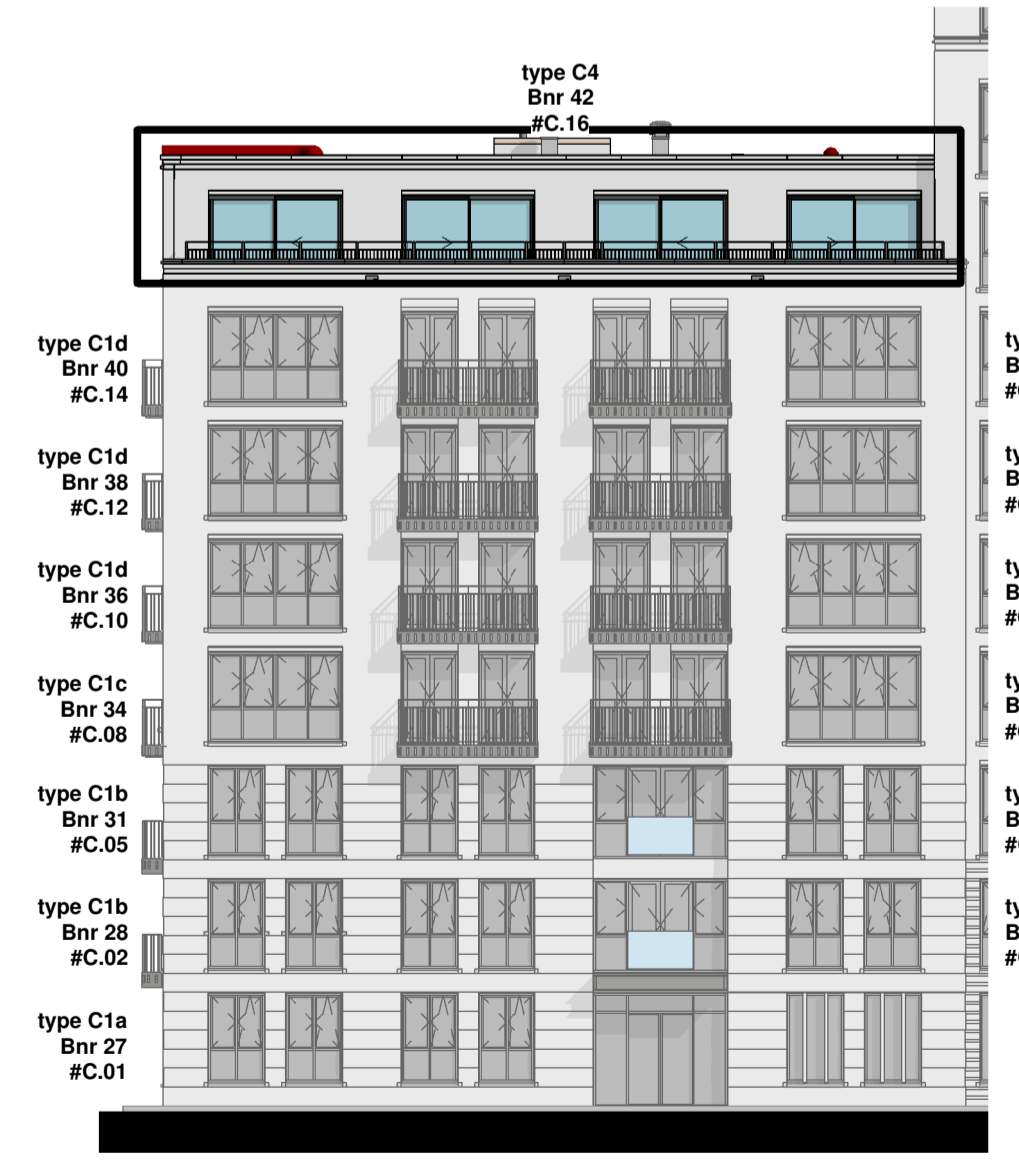 type C4
Bnr 42
#C.16
type C1d
Bnr 40
#C.14
type C1d
Bnr 38
#C.12
type C1d
Bnr 36
#C.10
type C1c
Bnr 34
#C.08
type C1b
Bnr 31
#C.05
type C1b
Bnr 28
#C.02
type C1a
Bnr 27
#C.01